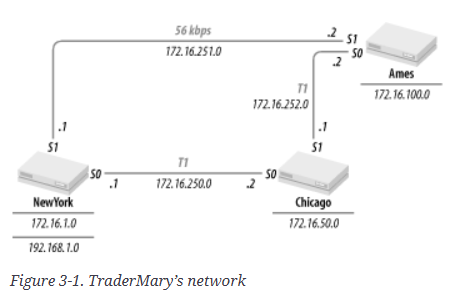 56 kbps
172.16.251.0
.2
S1
S0
.2
Ames
172.16.100.0
T1
172.16.252.0
.1
S1
.1
S1
T1
S0
.1
172.16.250.0
.2
S0
NewYork
172.16.1.0
192.168.1.0
Chicago
172.16.50.0
Figure 3-1. TraderMary's network